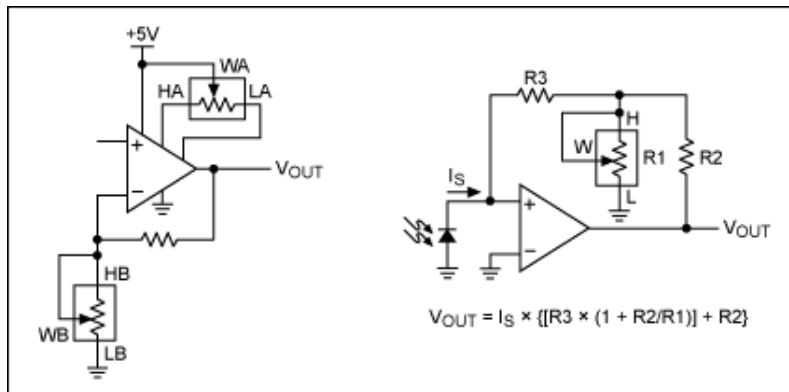 +5V
WA
HA
LA
+
−
VOUT
HB
WB
LB
R3
H
W
R1
R2
L
IS
+
−
VOUT
VOUT = IS × {[R3 × (1 + R2/R1)] + R2}